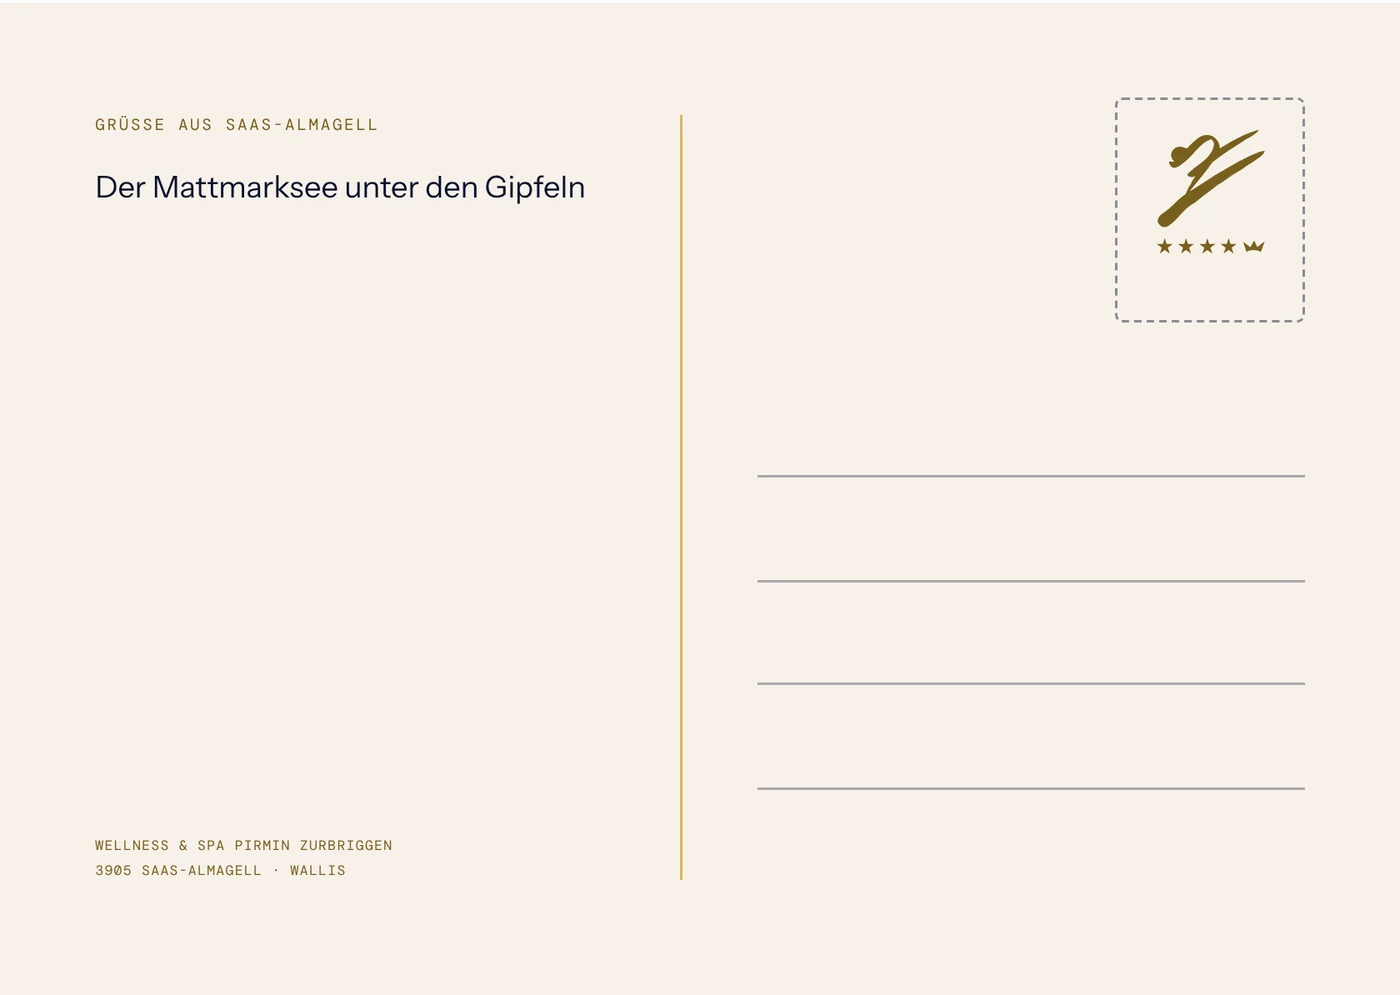 GRÜSSE AUS SAAS-ALMAGELL
Der Mattmarksee unter den Gipfeln
WELLNESS & SPA PIRMIN ZURBRIGGEN
3905 SAAS-ALMAGELL · WALLIS